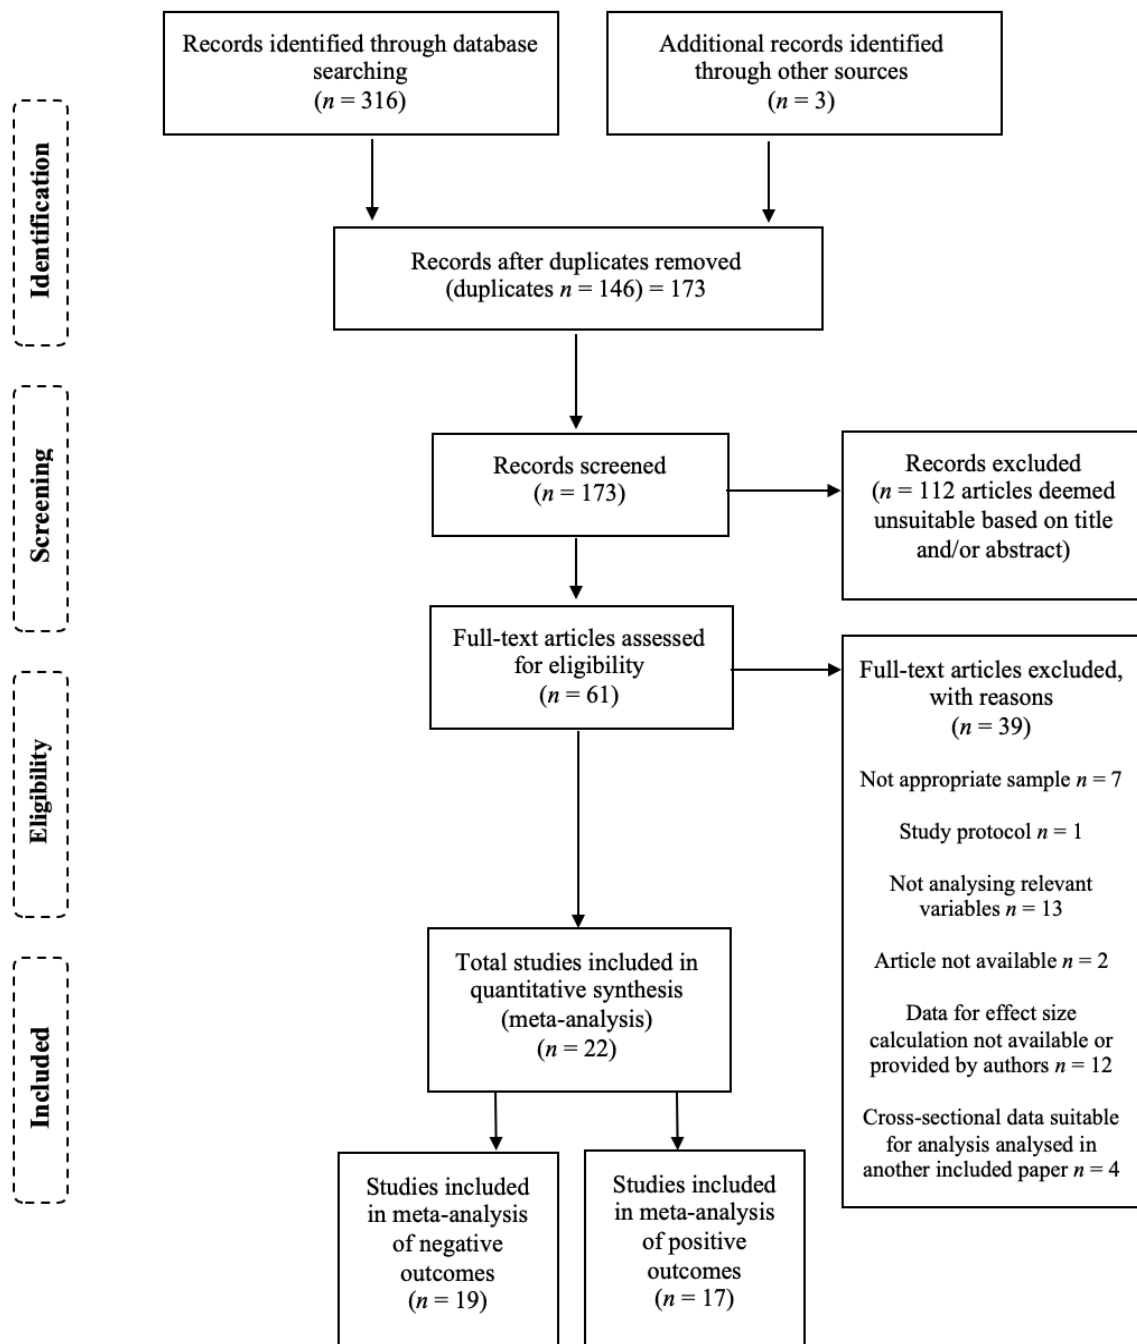 Records identified through database
searching
(n = 316)
Additional records identified
through other sources
(n = 3)
Identification
Records after duplicates removed
(duplicates n = 146) = 173
Screening
Records screened
(n = 173)
Records excluded
(n = 112 articles deemed
unsuitable based on title
and/or abstract)
Full-text articles assessed
for eligibility
(n = 61)
Eligibility
Full-text articles excluded,
with reasons
(n = 39)
Not appropriate sample n = 7
Study protocol n = 1
Not analysing relevant
variables n = 13
Article not available n = 2
Data for effect size
calculation not available or
provided by authors n = 12
Cross-sectional data suitable
for analysis analysed in
another included paper n = 4
Included
Total studies included in
quantitative synthesis
(meta-analysis)
(n = 22)
Studies included
in meta-analysis
of negative
outcomes
(n = 19)
Studies included
in meta-analysis
of positive
outcomes
(n = 17)